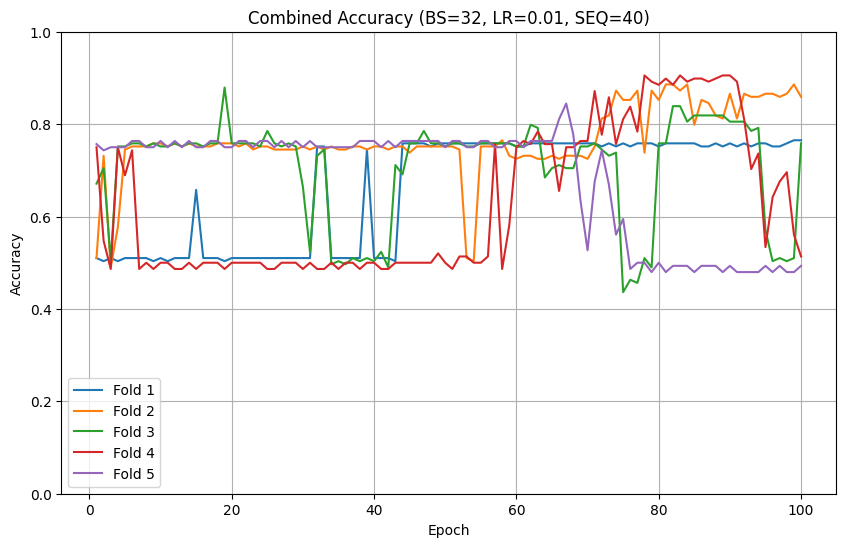 Combined Accuracy (BS=32, LR=0.01, SEQ=40)
1.0
0.8
0.6
0.4
0.2
0.0
Accuracy
Fold 1
Fold 2
Fold 3
Fold 4
Fold 5
0 20 40 60 80 100
Epoch